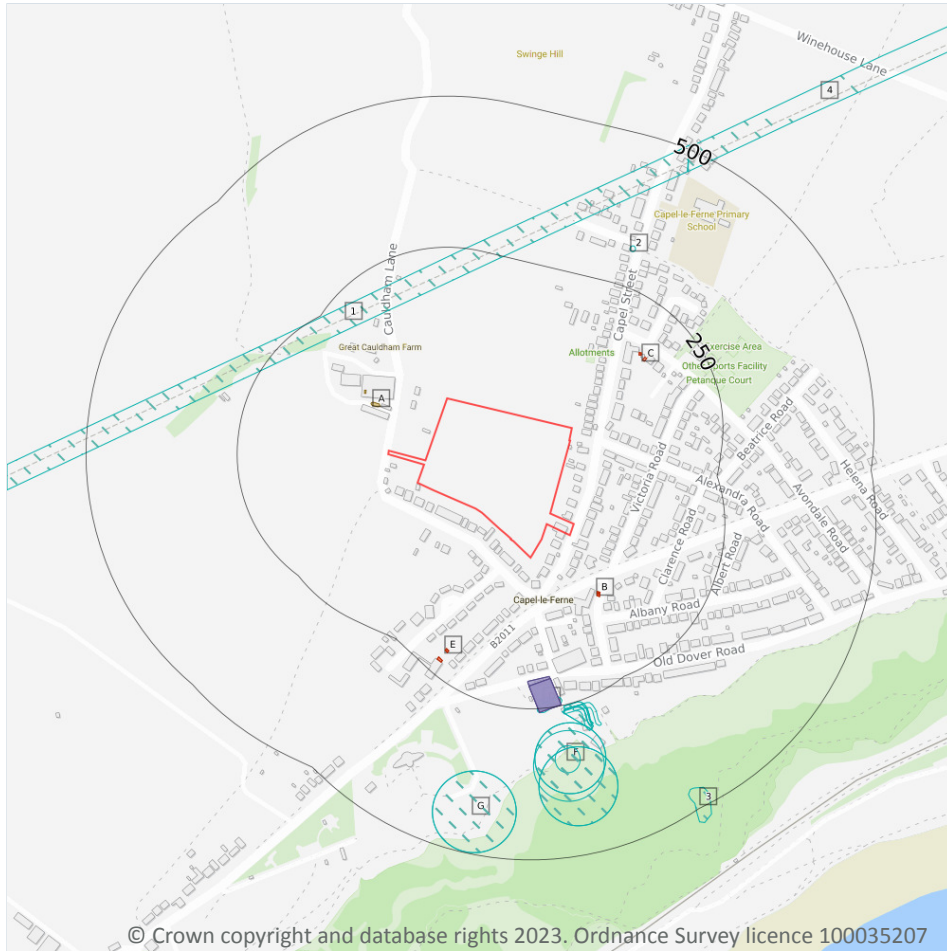 Swinge Hill
Winehouse Lane
4
500
Capel-le-Ferne Primary
School
2
Cauldham Lane
Capel Street
1
Great Cauldham Farm
250
Allotments
C
Exercise Area
Other Sports Facility
Petanque Court
A
Beatrice Road
Helena Road
Victoria Road
Alexandra Road
Avondale Road
Clarence Road
Albert Road
B
Capel-le-Ferne
Albany Road
B2011
E
Old Dover Road
F
3
G
© Crown copyright and database rights 2023. Ordnance Survey licence 100035207